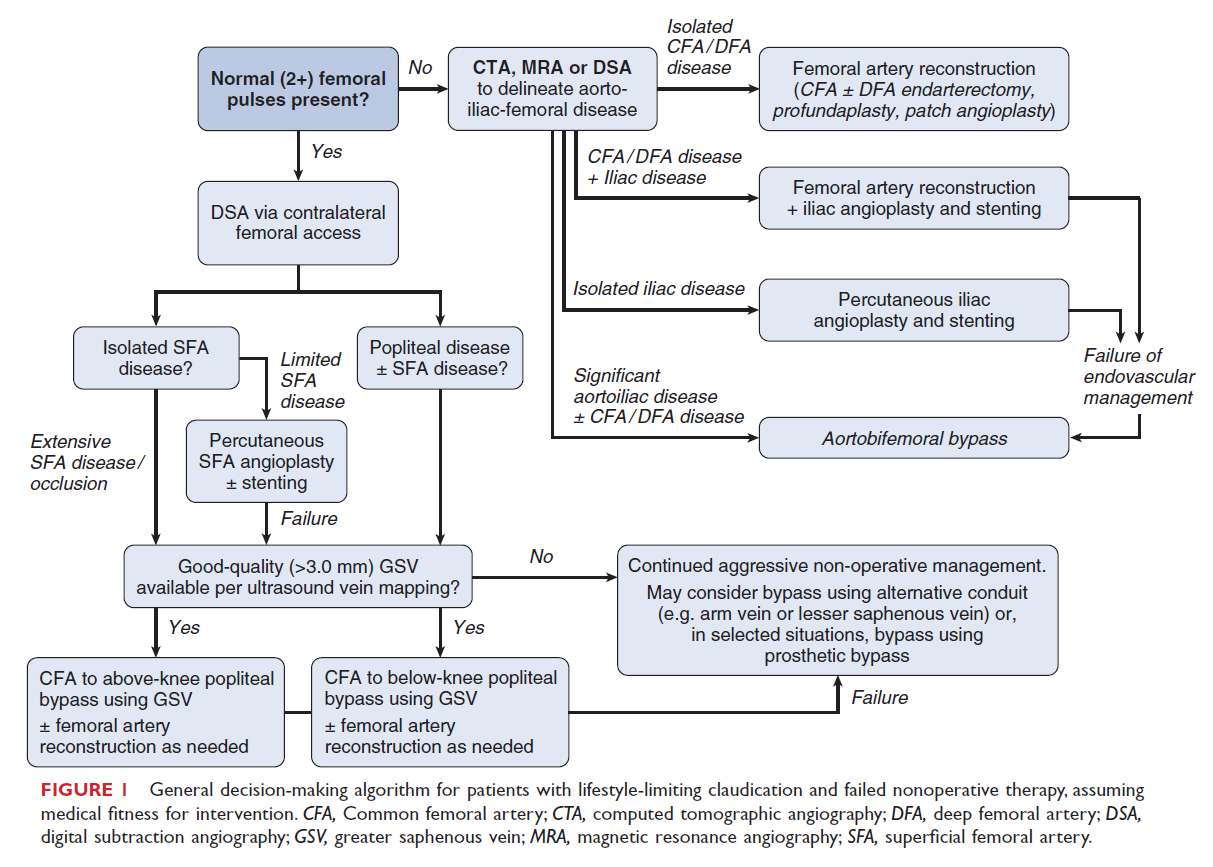 Normal (2+) femoral
pulses present?
No
CTA, MRA or DSA
to delineate aorto-
iliac-femoral disease
Isolated
CFA/DFA
disease
Femoral artery reconstruction
(CFA ± DFA endarterectomy,
profundaplasty, patch angioplasty)
Yes
CFA/DFA disease
+ Iliac disease
Femoral artery reconstruction
+ iliac angioplasty and stenting
DSA via contralateral
femoral access
Isolated iliac disease
Percutaneous iliac
angioplasty and stenting
Isolated SFA
disease?
Limited
SFA
disease
Popliteal disease
± SFA disease?
Failure of
endovascular
management
Significant
aortoiliac disease
± CFA/DFA disease
Aortobifemoral bypass
Extensive
SFA disease/
occlusion
Percutaneous
SFA angioplasty
± stenting
Failure
Good-quality (>3.0 mm) GSV
available per ultrasound vein mapping?
No
Continued aggressive non-operative management.
May consider bypass using alternative conduit
(e.g. arm vein or lesser saphenous vein) or,
in selected situations, bypass using
prosthetic bypass
Yes
Yes
CFA to above-knee popliteal
bypass using GSV
± femoral artery
reconstruction as needed
CFA to below-knee popliteal
bypass using GSV
± femoral artery
reconstruction as needed
Failure
FIGURE 1 General decision-making algorithm for patients with lifestyle-limiting claudication and failed nonoperative therapy, assuming
medical fitness for intervention. CFA, Common femoral artery; CTA, computed tomographic angiography; DFA, deep femoral artery; DSA,
digital subtraction angiography; GSV, greater saphenous vein; MRA, magnetic resonance angiography; SFA, superficial femoral artery.